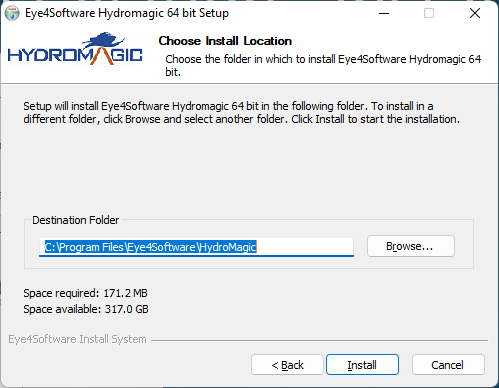 Eye4Software Hydromagic 64 bit Setup
HYDROMAGIC
Choose Install Location
Choose the folder in which to install Eye4Software Hydromagic 64
bit.
Setup will install Eye4Software Hydromagic 64 bit in the following folder. To install in a
different folder, click Browse and select another folder. Click Install to start the installation.
Destination Folder
C:\Program Files\Eye4Software\HydroMagic
Browse...
Space required: 171.2 MB
Space available: 317.0 GB
Eye4Software Install System
< Back
Install
Cancel